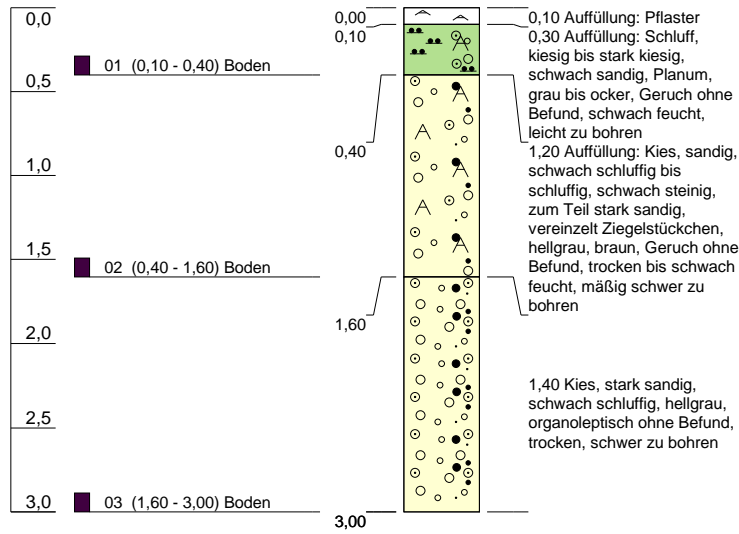 0,0
0,5
1,0
1,5
2,0
2,5
3,0
01 (0,10 - 0,40) Boden
02 (0,40 - 1,60) Boden
03 (1,60 - 3,00) Boden
0,00
0,10
0,40
1,60
3,00
0,10 Auffüllung: Pflaster
0,30 Auffüllung: Schluff,
kiesig bis stark kiesig,
schwach sandig, Planum,
grau bis ocker, Geruch ohne
Befund, schwach feucht,
leicht zu bohren
1,20 Auffüllung: Kies, sandig,
schwach schluffig bis
schluffig, schwach steinig,
zum Teil stark sandig,
vereinzelt Ziegelstückchen,
hellgrau, braun, Geruch ohne
Befund, trocken bis schwach
feucht, mäßig schwer zu
bohren
1,40 Kies, stark sandig,
schwach schluffig, hellgrau,
organoleptisch ohne Befund,
trocken, schwer zu bohren